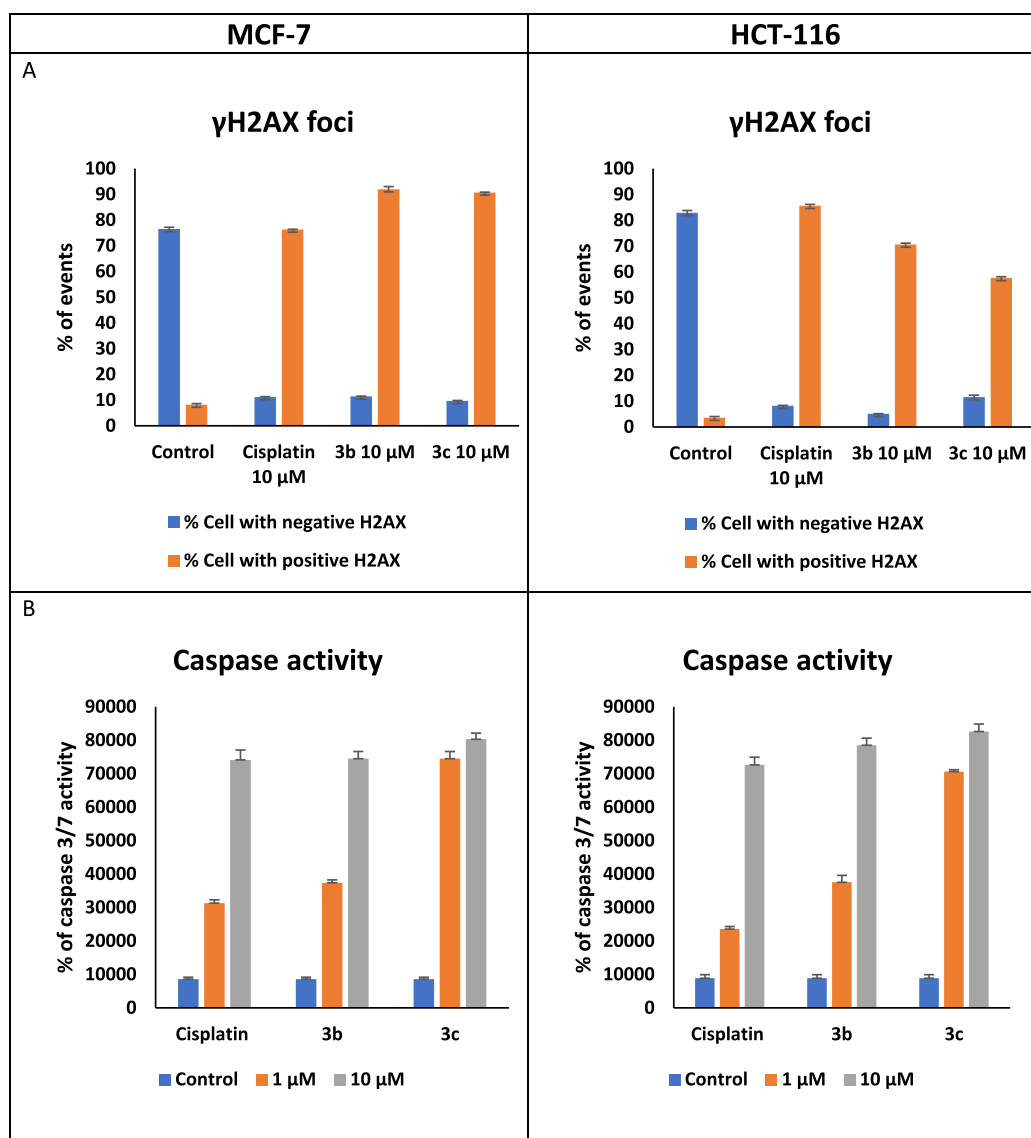 MCF-7
HCT-116
A
γH2AX foci
% of events
100
90
80
70
60
50
40
30
20
10
0
Control
Cisplatin
10 μM
3b 10 μM
3c 10 μM
% Cell with negative H2AX
% Cell with positive H2AX
γH2AX foci
% of events
100
90
80
70
60
50
40
30
20
10
0
Control
Cisplatin
10 μM
3b 10 μM
3c 10 μM
% Cell with negative H2AX
% Cell with positive H2AX
B
Caspase activity
% of caspase 3/7 activity
90000
80000
70000
60000
50000
40000
30000
20000
10000
0
Cisplatin 3b 3c
Control 1 μM 10 μM
Caspase activity
% of caspase 3/7 activity
90000
80000
70000
60000
50000
40000
30000
20000
10000
0
Cisplatin 3b 3c
Control 1 μM 10 μM